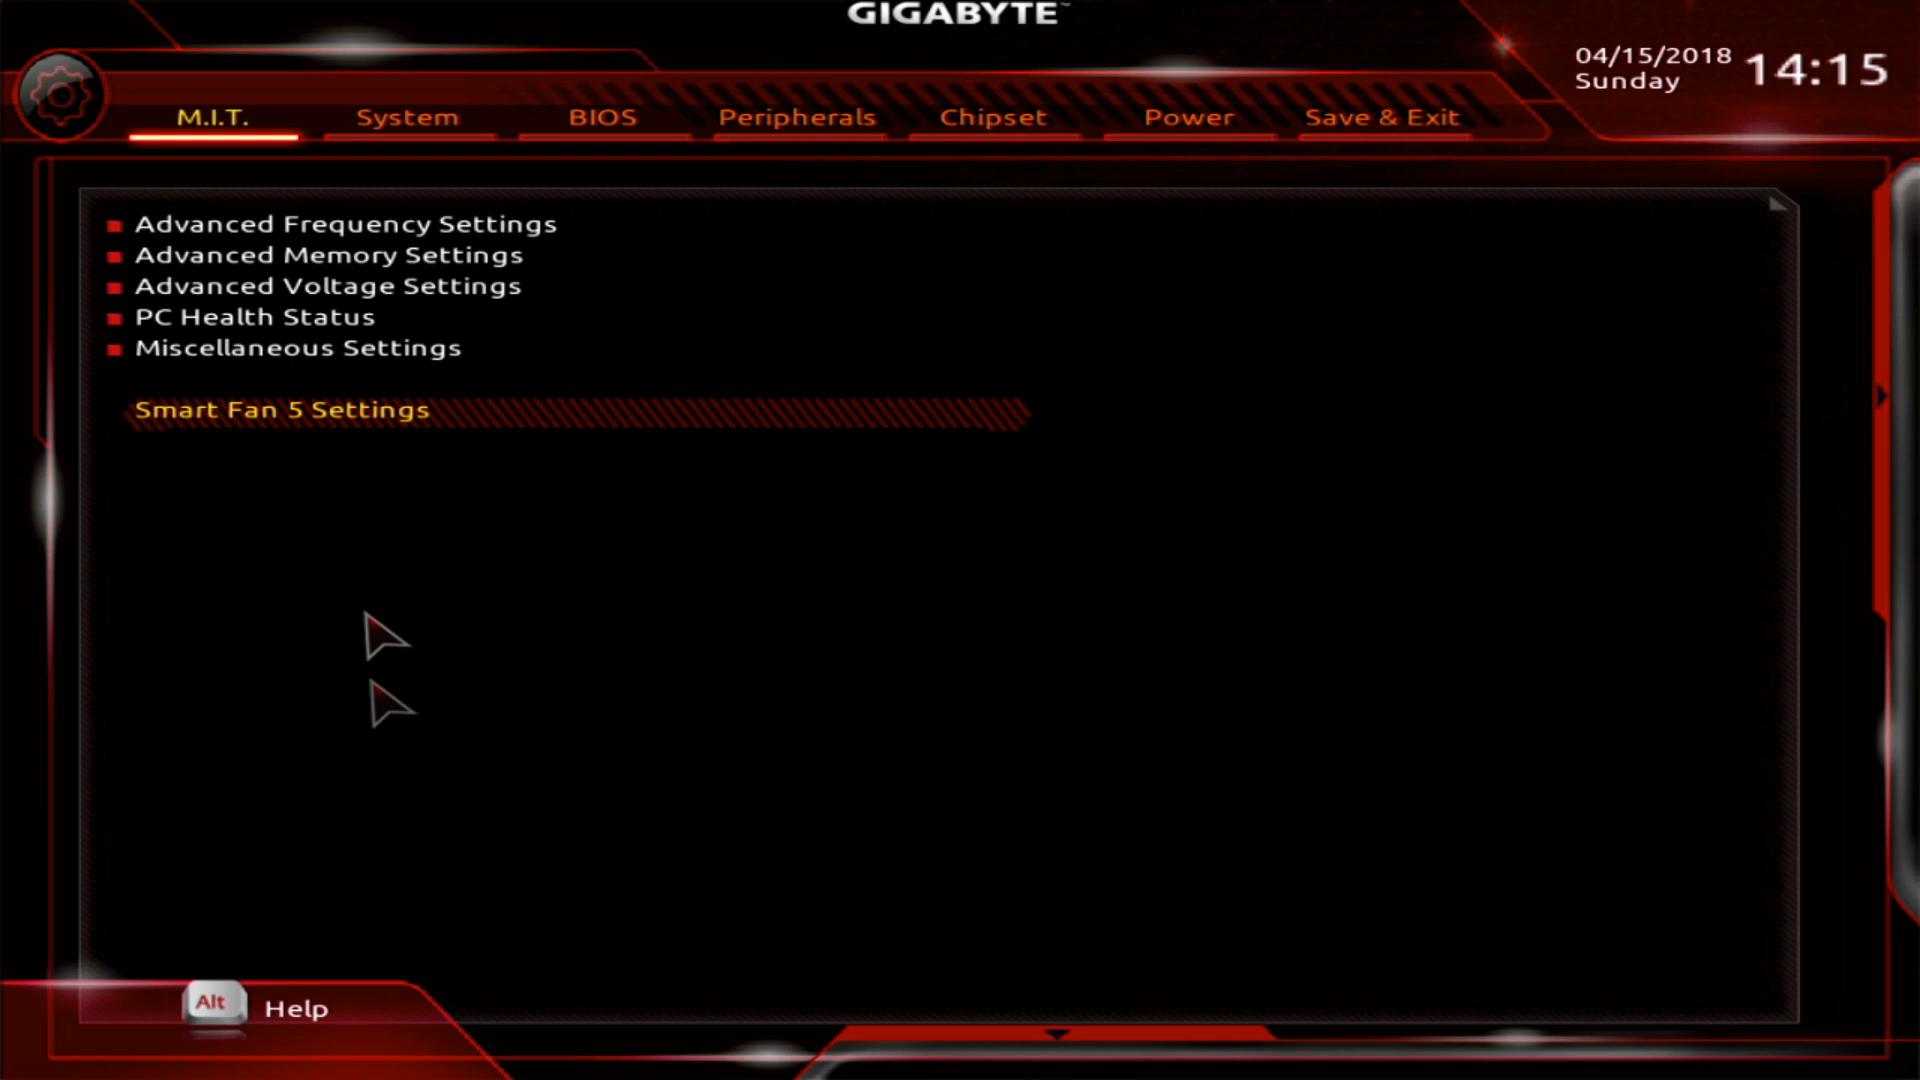 GIGABYTE
04/15/2018
Sunday
14:15
M.I.T.
System
BIOS
Peripherals
Chipset
Power
Save & Exit
Advanced Frequency Settings
Advanced Memory Settings
Advanced Voltage Settings
PC Health Status
Miscellaneous Settings
Smart Fan 5 Settings
Alt
Help